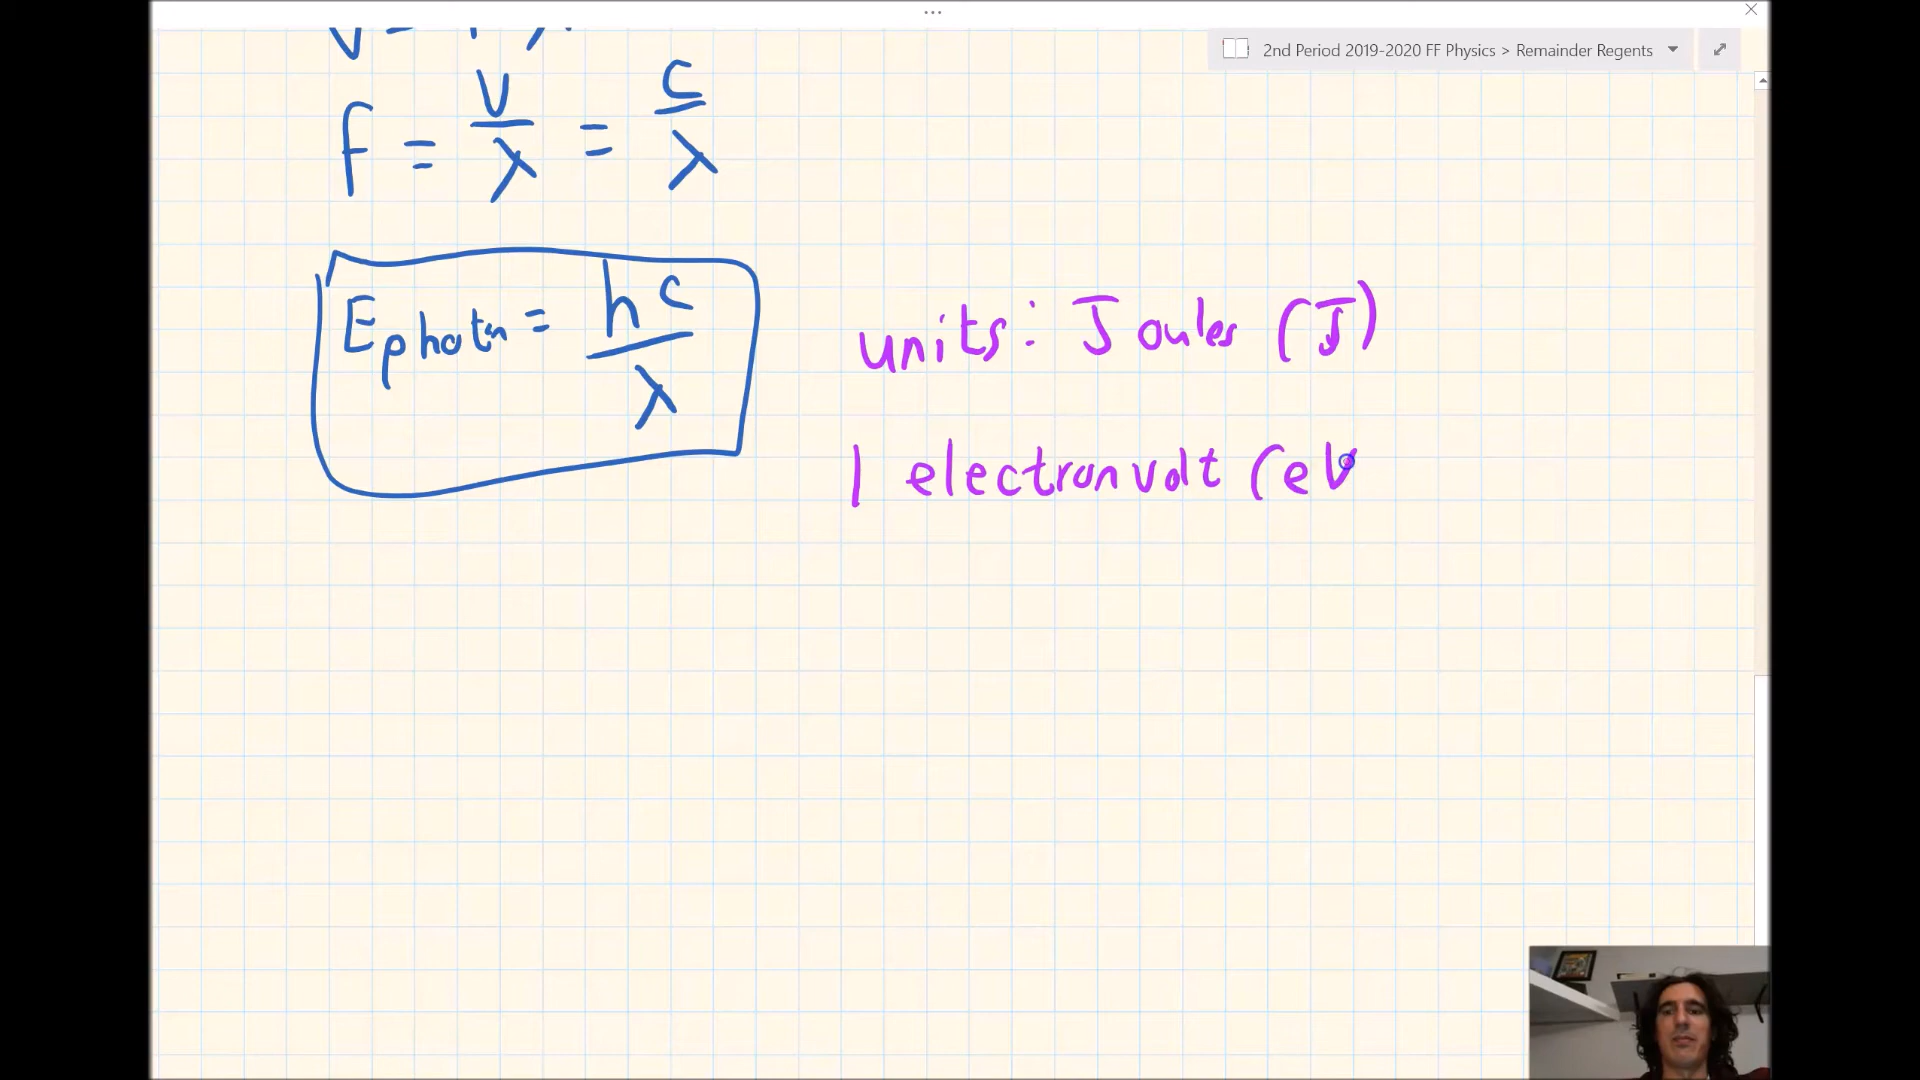 2nd Period 2019-2020 FF Physics > Remainder Regents
f = v/λ = c/λ
Ephoton = hc/λ
units: Joules (J)
1 electronvolt (eV